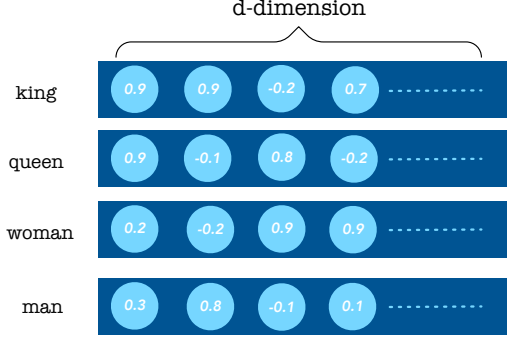 d-dimension
king 0.9 0.9 -0.2 0.7
queen 0.9 -0.1 0.8 -0.2
woman 0.2 -0.2 0.9 0.9
man 0.3 0.8 -0.1 0.1